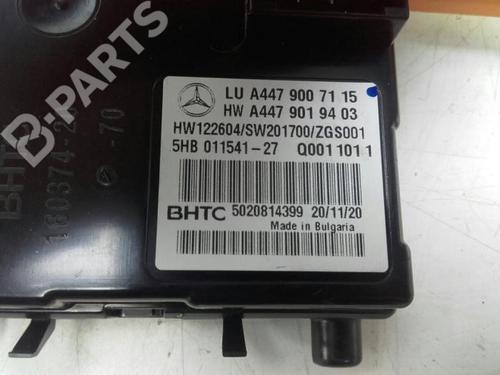 LU A447 900 71 15
HW A447 901 94 03
HW122604/SW201700/ZGS001
5HB 011541-27 Q001 101 1
BHTC 5020814399 20/11/20
Made in Bulgaria
B-Parts
-70